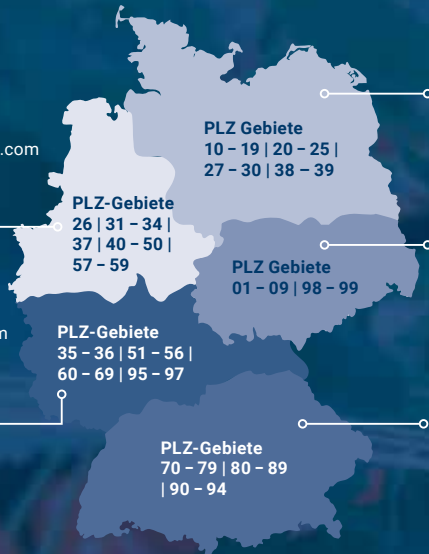 PLZ Gebiete
10 – 19 | 20 – 25 |
27 – 30 | 38 – 39
.com
PLZ-Gebiete
26 | 31 – 34 |
37 | 40 – 50 |
57 – 59
PLZ Gebiete
01 – 09 | 98 – 99
m
PLZ-Gebiete
35 – 36 | 51 – 56 |
60 – 69 | 95 – 97
PLZ-Gebiete
70 – 79 | 80 – 89
| 90 – 94